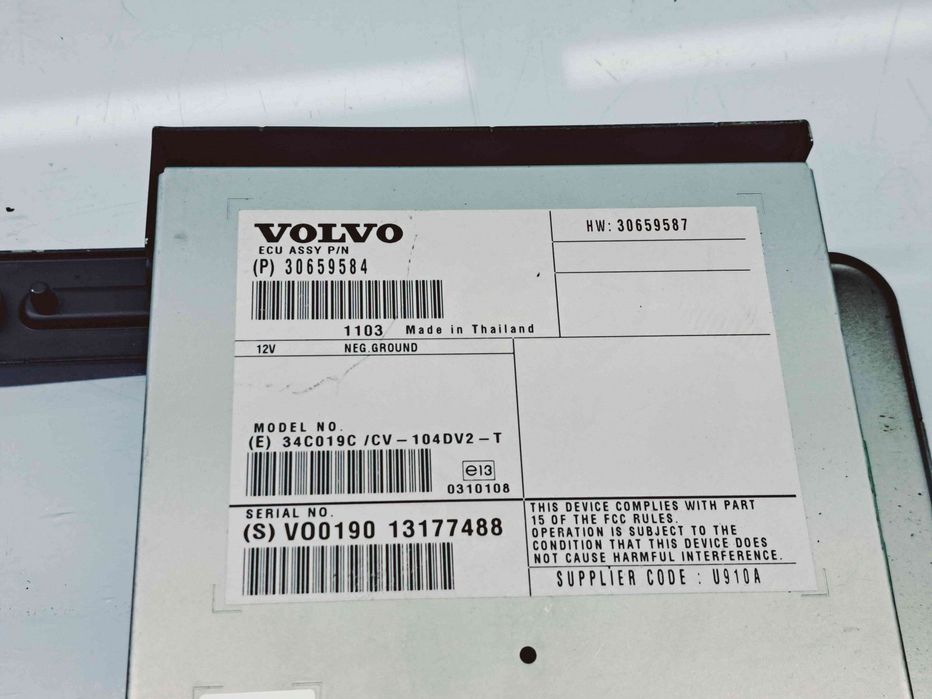 VOLVO
ECU ASSY P/N
(P) 30659584
1103 Made in Thailand
HW: 30659587
12V NEG.GROUND
MODEL NO.
(E) 34C019C /CV-104DV2-T
e13
0310108
SERIAL NO.
(S) VO0190 13177488
THIS DEVICE COMPLIES WITH PART
15 OF THE FCC RULES.
OPERATION IS SUBJECT TO THE
CONDITION THAT THIS DEVICE DOES
NOT CAUSE HARMFUL INTERFERENCE.
SUPPLIER CODE : U910A